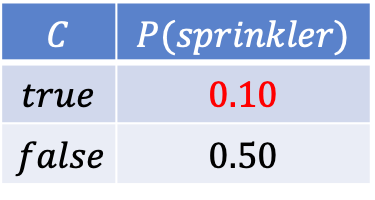 C P(sprinkler)
true 0.10
false 0.50